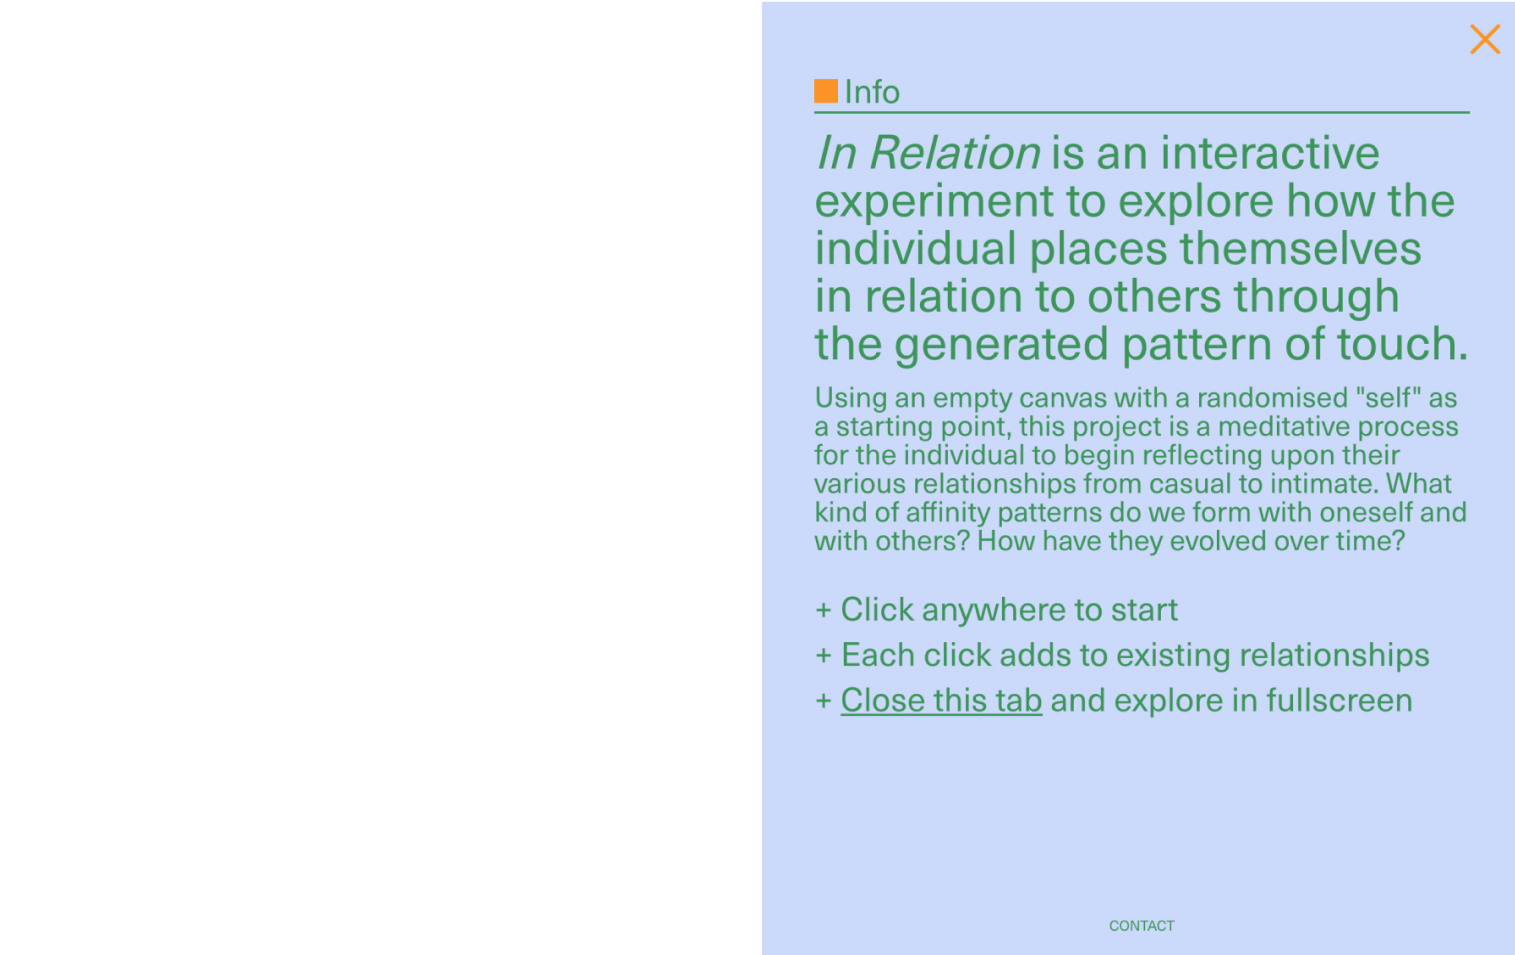 Info
In Relation is an interactive
experiment to explore how the
individual places themselves
in relation to others through
the generated pattern of touch.
Using an empty canvas with a randomised "self" as
a starting point, this project is a meditative process
for the individual to begin reflecting upon their
various relationships from casual to intimate. What
kind of affinity patterns do we form with oneself and
with others? How have they evolved over time?
+ Click anywhere to start
+ Each click adds to existing relationships
+ Close this tab and explore in fullscreen
CONTACT